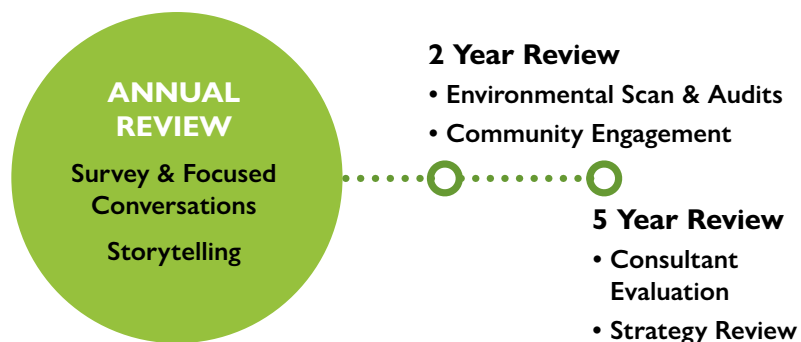 ANNUAL
REVIEW
Survey & Focused
Conversations
Storytelling
2 Year Review
• Environmental Scan & Audits
• Community Engagement
5 Year Review
• Consultant
Evaluation
• Strategy Review